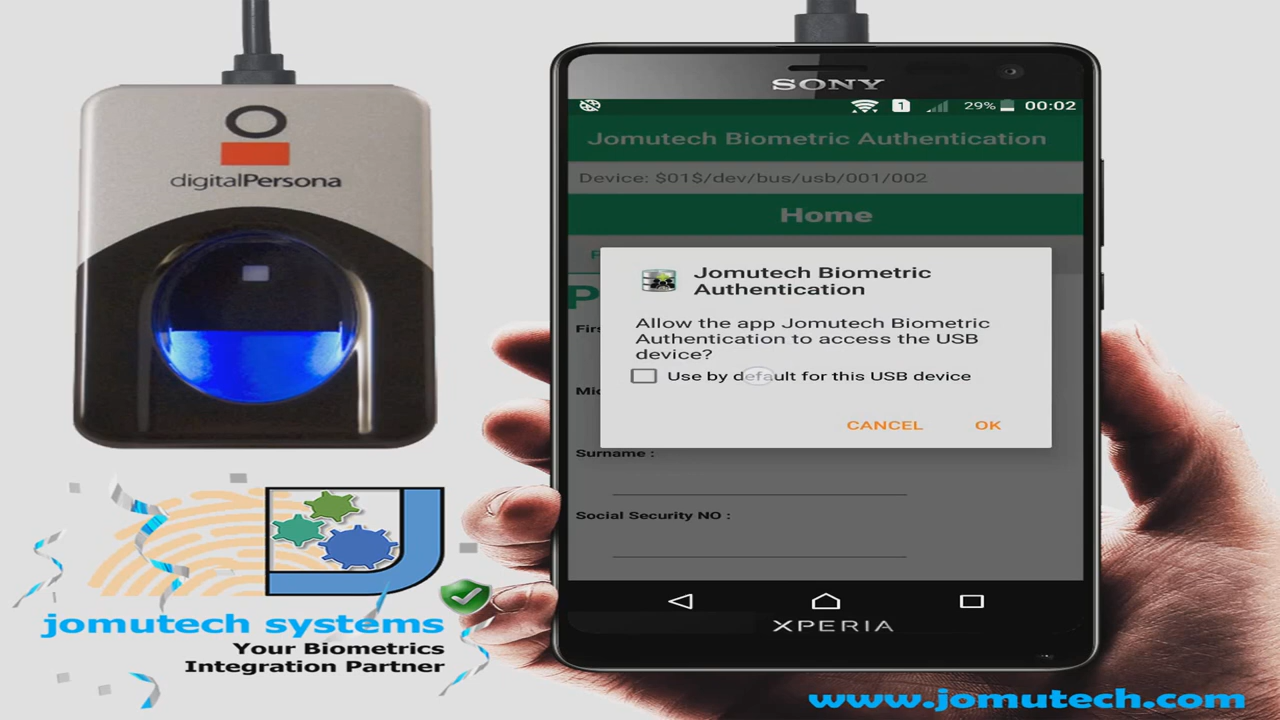 digitalPersona
SONY
1
29%
00:02
Jomutech Biometric Authentication
Device: $01$/dev/bus/usb/001/002
Home
Jomutech Biometric
Authentication
Allow the app Jomutech Biometric
Authentication to access the USB
device?
Use by default for this USB device
CANCEL
OK
Surname :
Social Security NO :
XPERIA
jomutech systems
Your Biometrics
Integration Partner
www.jomutech.com